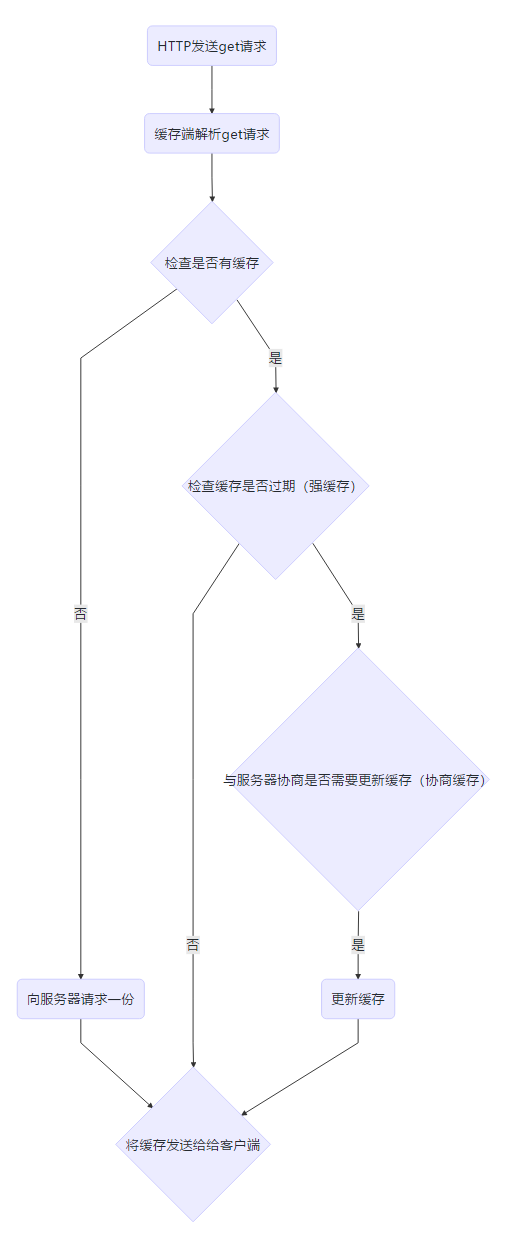 HTTP发送get请求
缓存端解析get请求
检查是否有缓存
是
检查缓存是否过期（强缓存）
否
是
与服务器协商是否需要更新缓存（协商缓存）
否
是
向服务器请求一份
更新缓存
将缓存发送给给客户端